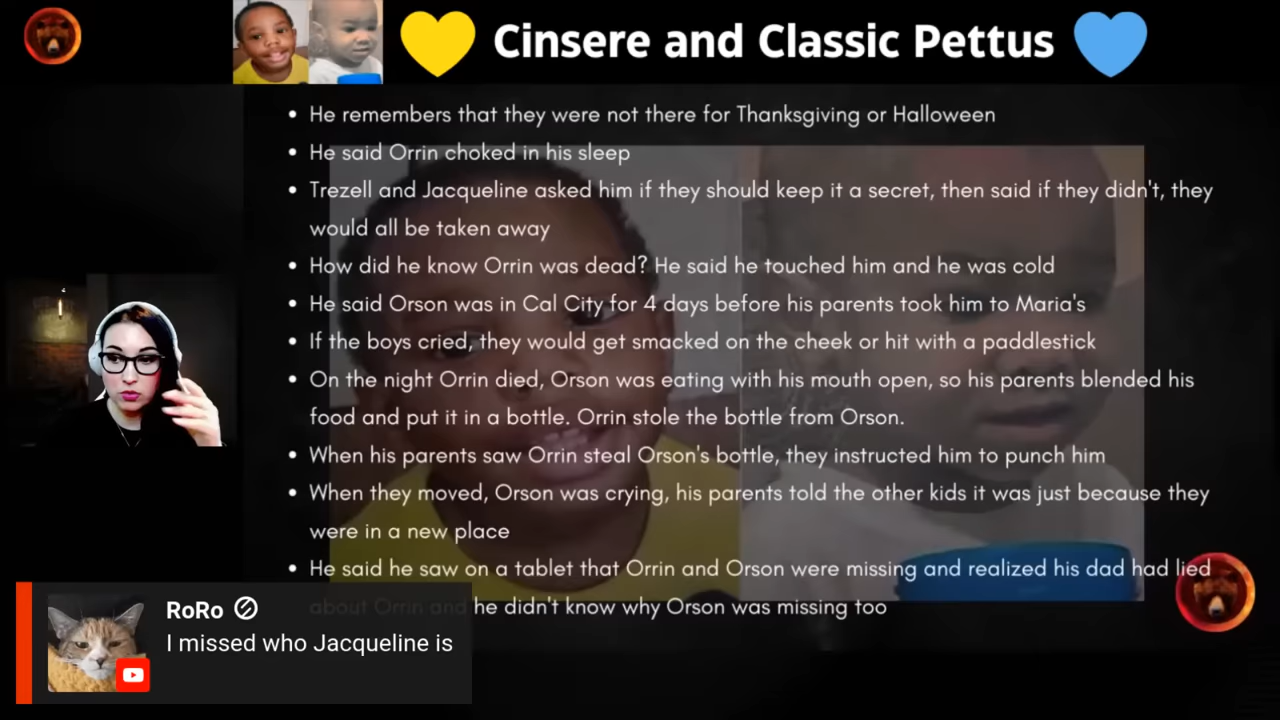 Cinsere and Classic Pettus
• He remembers that they were not there for Thanksgiving or Halloween
• He said Orrin choked in his sleep
• Trezell and Jacqueline asked him if they should keep it a secret, then said if they didn't, they
would all be taken away
• How did he know Orrin was dead? He said he touched him and he was cold
• He said Orson was in Cal City for 4 days before his parents took him to Maria's
• If the boys cried, they would get smacked on the cheek or hit with a paddlestick
• On the night Orrin died, Orson was eating with his mouth open, so his parents blended his
food and put it in a bottle. Orrin stole the bottle from Orson.
• When his parents saw Orrin steal Orson's bottle, they instructed him to punch him
• When they moved, Orson was crying, his parents told the other kids it was just because they
were in a new place
• He said he saw on a tablet that Orrin and Orson were missing and realized his dad had lied
about Orrin and he didn't know why Orson was missing too
RoRo
I missed who Jacqueline is